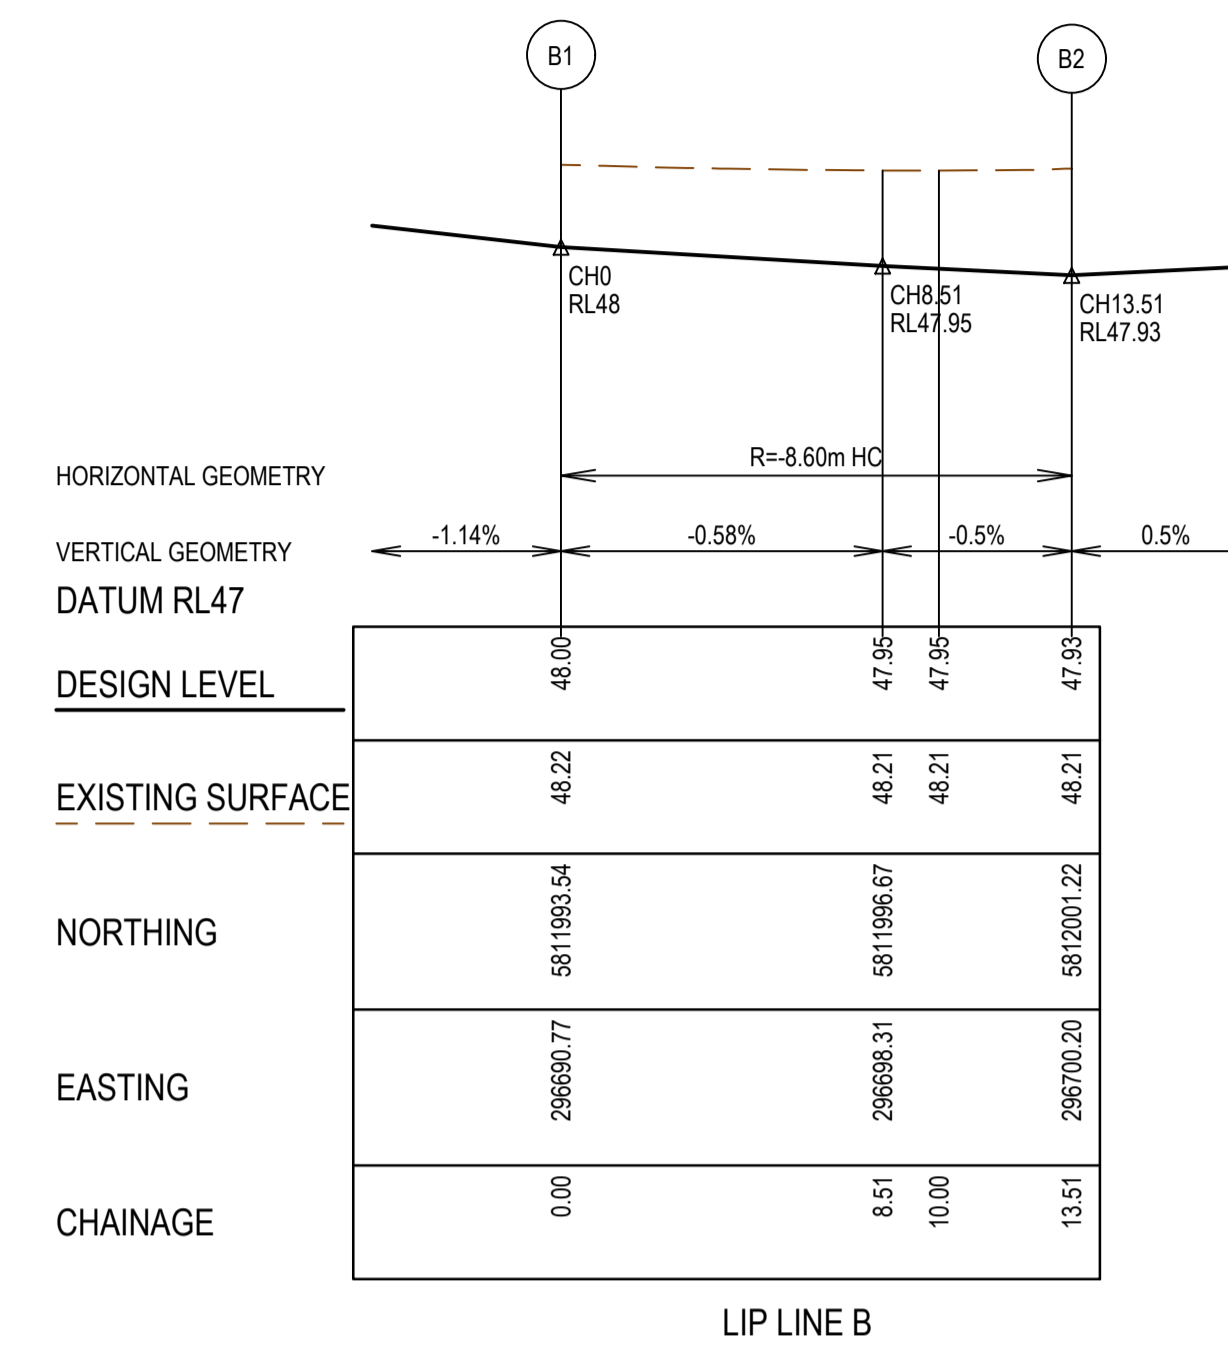 B1
B2
CH0
RL48
CH8.51
RL47.95
CH13.51
RL47.93
R=-8.60m HC
HORIZONTAL GEOMETRY
-1.14%
-0.58%
-0.5%
0.5%
VERTICAL GEOMETRY
DATUM RL47
DESIGN LEVEL
48.00
47.95
47.95
47.93
EXISTING SURFACE
48.22
48.21
48.21
48.21
NORTHING
5811993.54
5811996.67
5812001.22
EASTING
296690.77
296698.31
296700.20
CHAINAGE
0.00
8.51
10.00
13.51
LIP LINE B